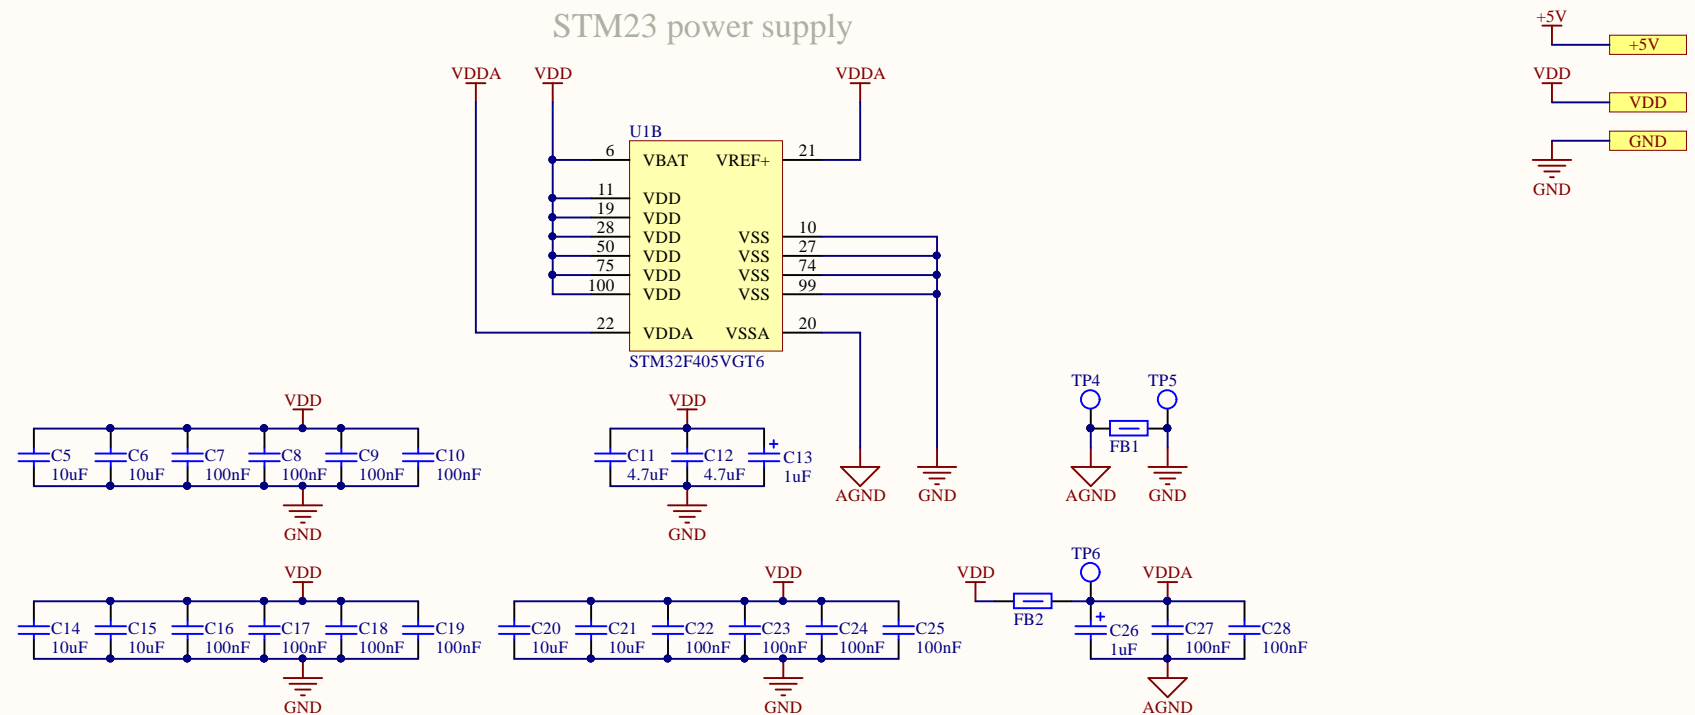 STM23 power supply
+5V
+5V
VDD
VDD
GND
GND
VDDA
VDD
VDDA
U1B
6 VBAT VREF+ 21
11 VDD
19 VDD
28 VDD VSS 10
50 VDD VSS 27
75 VDD VSS 74
100 VDD VSS 99
22 VDDA VSSA 20
STM32F405VGT6
VDD
C5 C6 C7 C8 C9 C10
10uF 10uF 100nF 100nF 100nF 100nF
GND
VDD
C11 C12 C13
4.7uF 4.7uF 1uF
+
GND
AGND
GND
TP4 TP5
FB1
AGND GND
VDD
C14 C15 C16 C17 C18 C19
10uF 10uF 100nF 100nF 100nF 100nF
GND
VDD
C20 C21 C22 C23 C24 C25
10uF 10uF 100nF 100nF 100nF 100nF
GND
TP6
VDD VDDA
FB2
+
C26 C27 C28
1uF 100nF 100nF
AGND